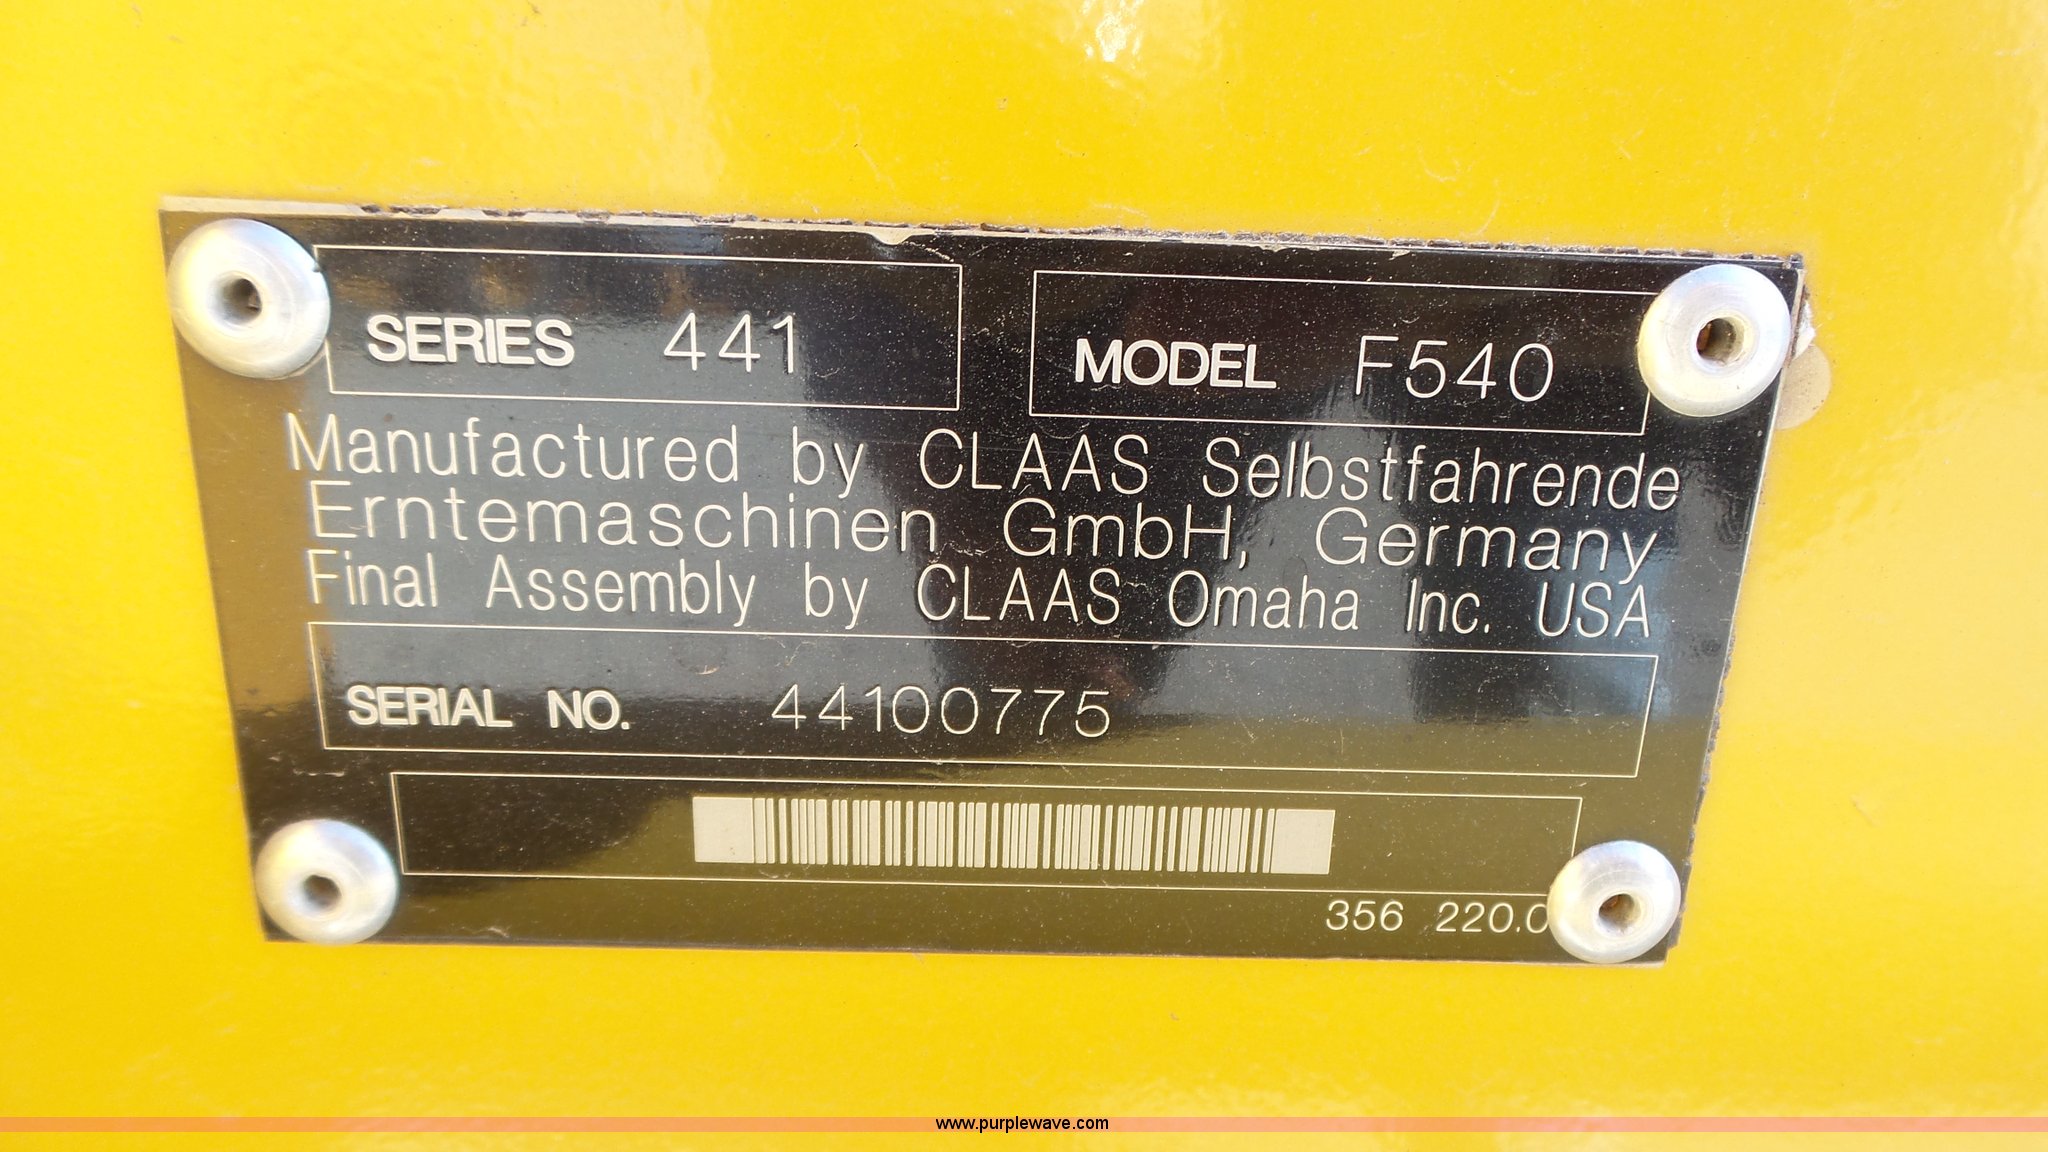 SERIES 441 MODEL F540
Manufactured by CLAAS Selbstfahrende
Erntemaschinen GmbH, Germany
Final Assembly by CLAAS Omaha Inc. USA
SERIAL NO. 44100775
356 220.0
www.purplewave.com